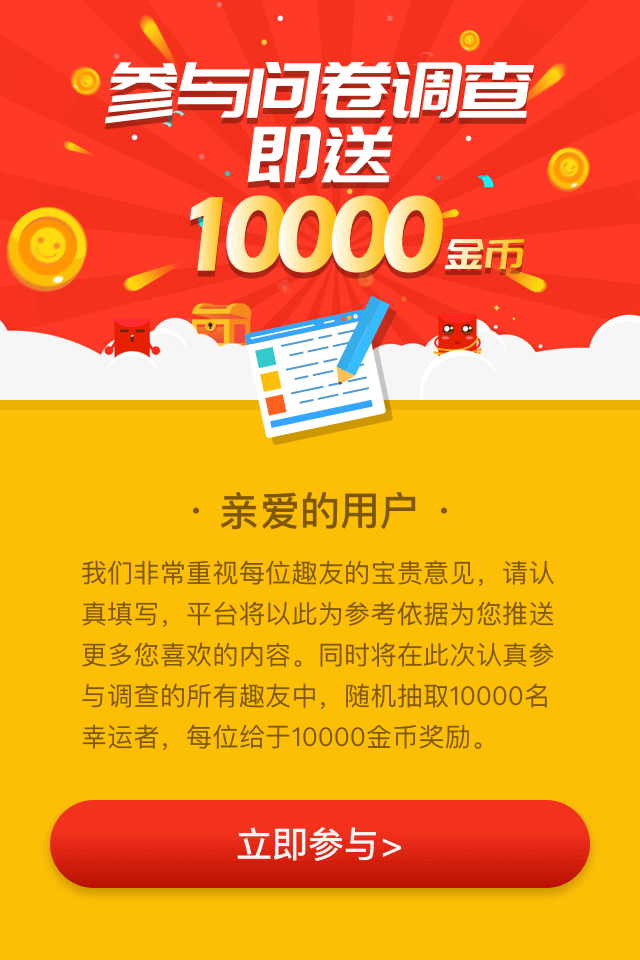 参与问卷调查
即送
10000金币
· 亲爱的用户 ·
我们非常重视每位趣友的宝贵意见，请认
真填写，平台将以此为参考依据为您推送
更多您喜欢的内容。同时将在此次认真参
与调查的所有趣友中，随机抽取10000名
幸运者，每位给于10000金币奖励。
立即参与>